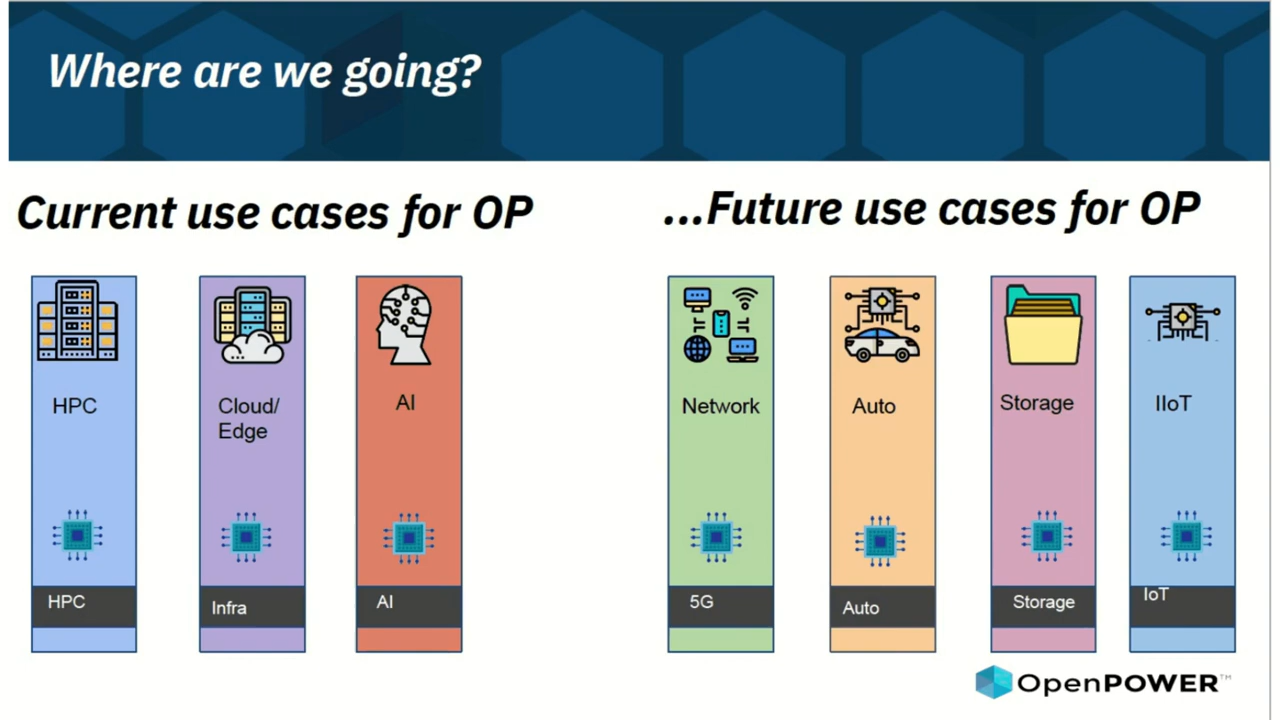 Where are we going?
Current use cases for OP
...Future use cases for OP
HPC
Cloud/
Edge
AI
Network
Auto
Storage
IIoT
HPC
Infra
AI
5G
Auto
Storage
IoT
OpenPOWER™